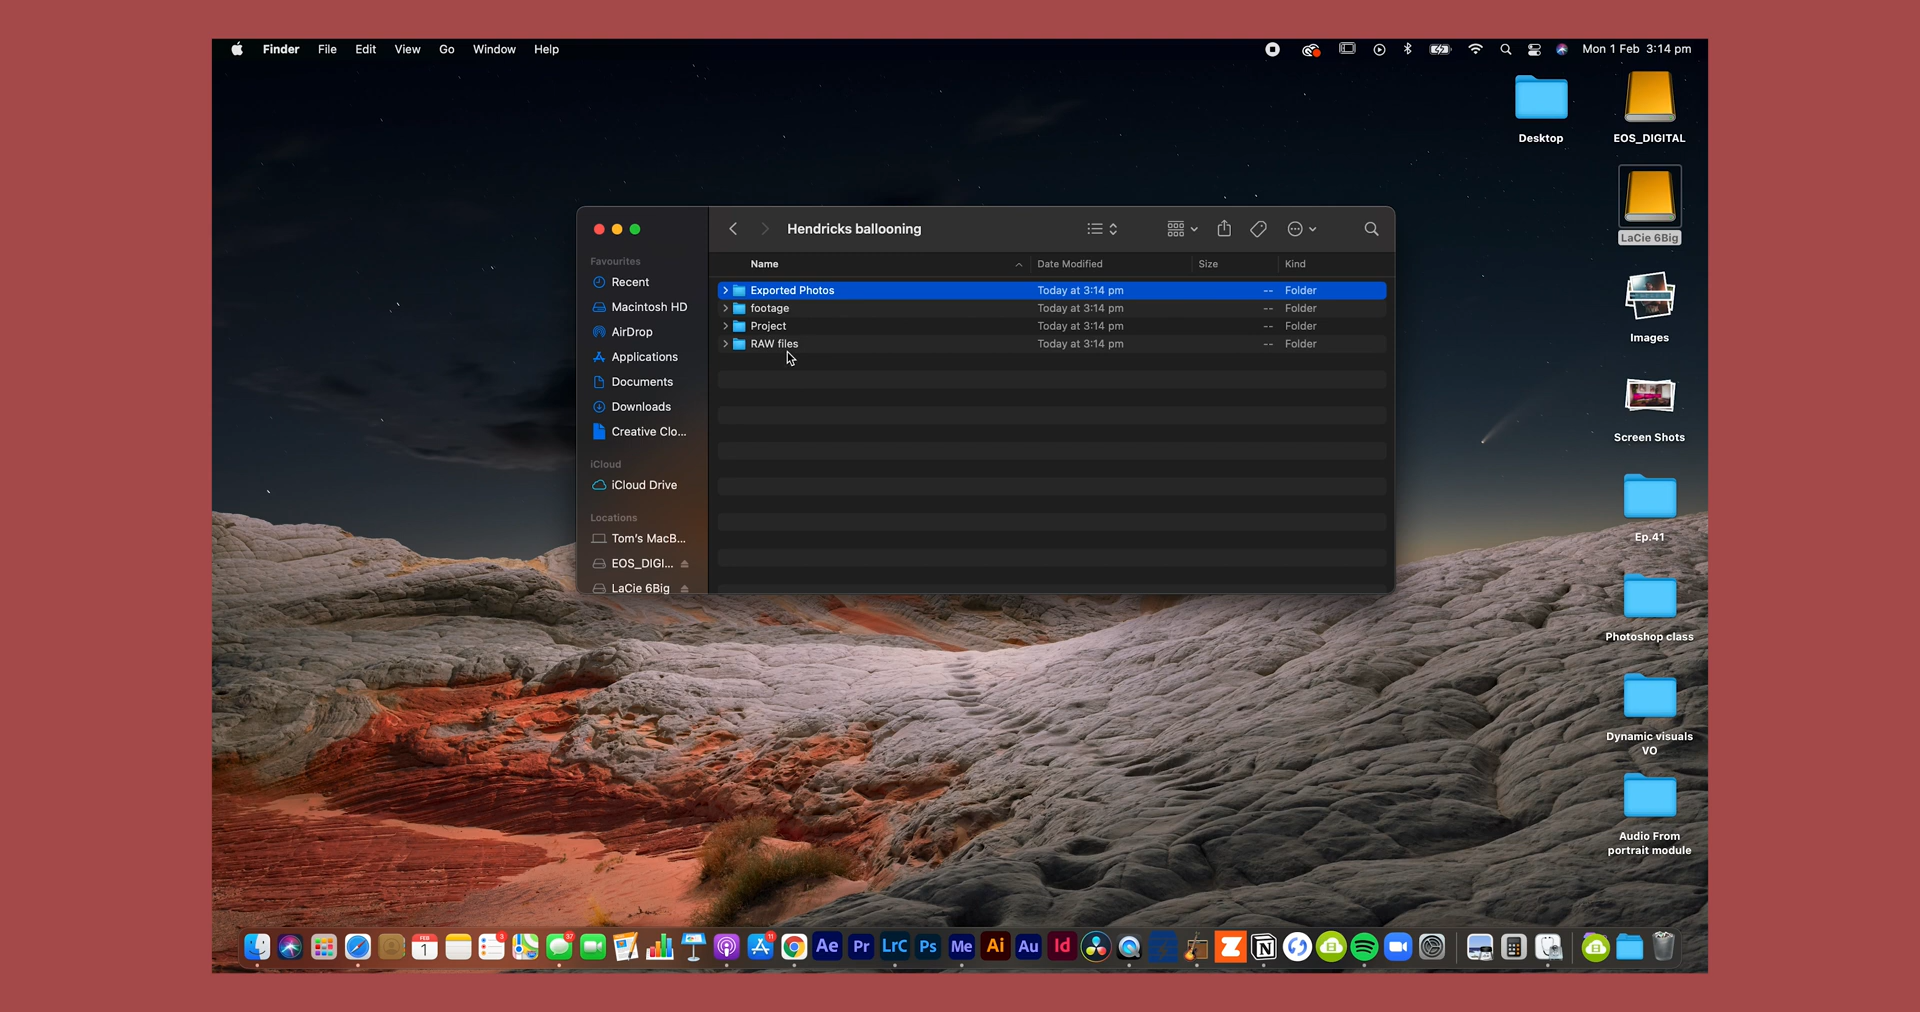 Finder File Edit View Go Window Help
Mon 1 Feb 3:14 pm
Desktop
EOS_DIGITAL
LaCie 6Big
Images
Screen Shots
Ep.41
Photoshop class
Dynamic visuals
VO
Audio From
portrait module
Hendricks ballooning
Favourites
Recent
Macintosh HD
AirDrop
Applications
Documents
Downloads
Creative Clo...
iCloud
iCloud Drive
Locations
Tom's MacB...
EOS_DIGI...
LaCie 6Big
Name Date Modified Size Kind
Exported Photos Today at 3:14 pm -- Folder
footage Today at 3:14 pm -- Folder
Project Today at 3:14 pm -- Folder
RAW files Today at 3:14 pm -- Folder
FEB
1
3
37
11
Ae Pr LrC Ps Me Ai Au Id